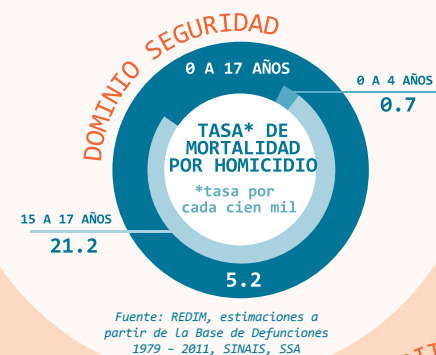 DOMINIO SEGURIDAD
0 A 17 AÑOS
0 A 4 AÑOS
0.7
TASA* DE
MORTALIDAD
POR HOMICIDIO
*tasa por
cada cien mil
15 A 17 AÑOS
21.2
5.2
Fuente: REDIM, estimaciones a
partir de la Base de Defunciones
1979 – 2011, SINAIS, SSA